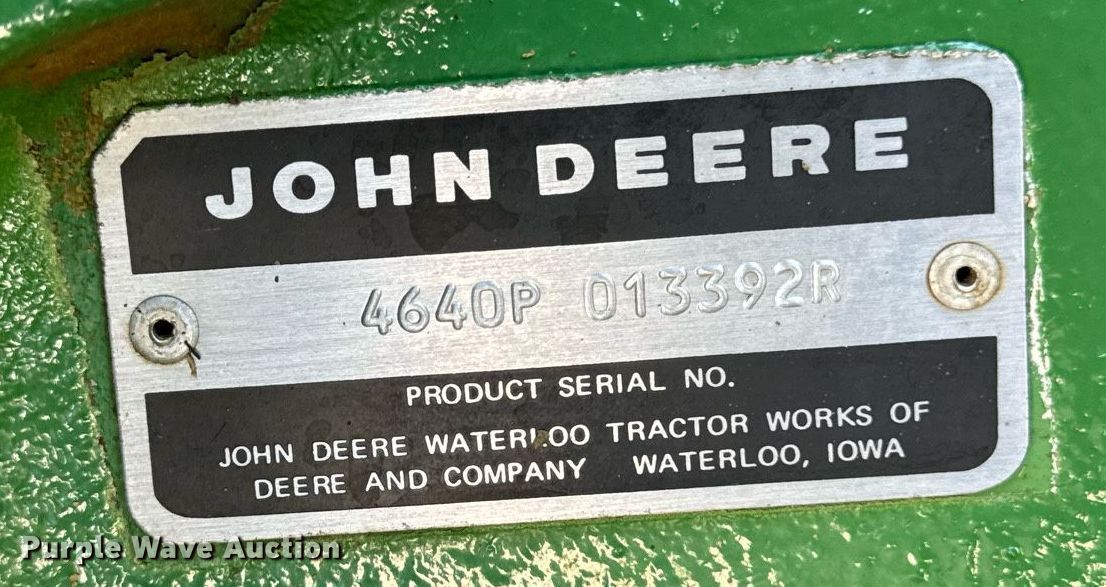 JOHN DEERE
4640P 013392R
PRODUCT SERIAL NO.
JOHN DEERE WATERLOO TRACTOR WORKS OF
DEERE AND COMPANY WATERLOO, IOWA
Purple Wave Auction